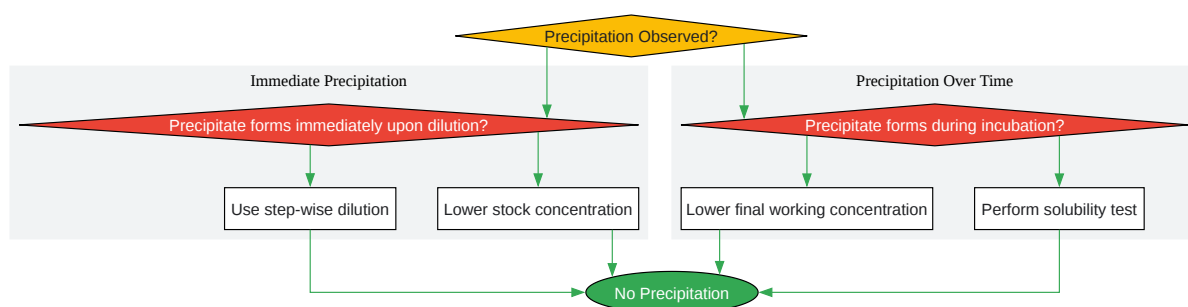 Precipitation Observed?
Immediate Precipitation
Precipitation Over Time
Precipitate forms immediately upon dilution?
Precipitate forms during incubation?
Use step-wise dilution
Lower stock concentration
Lower final working concentration
Perform solubility test
No Precipitation